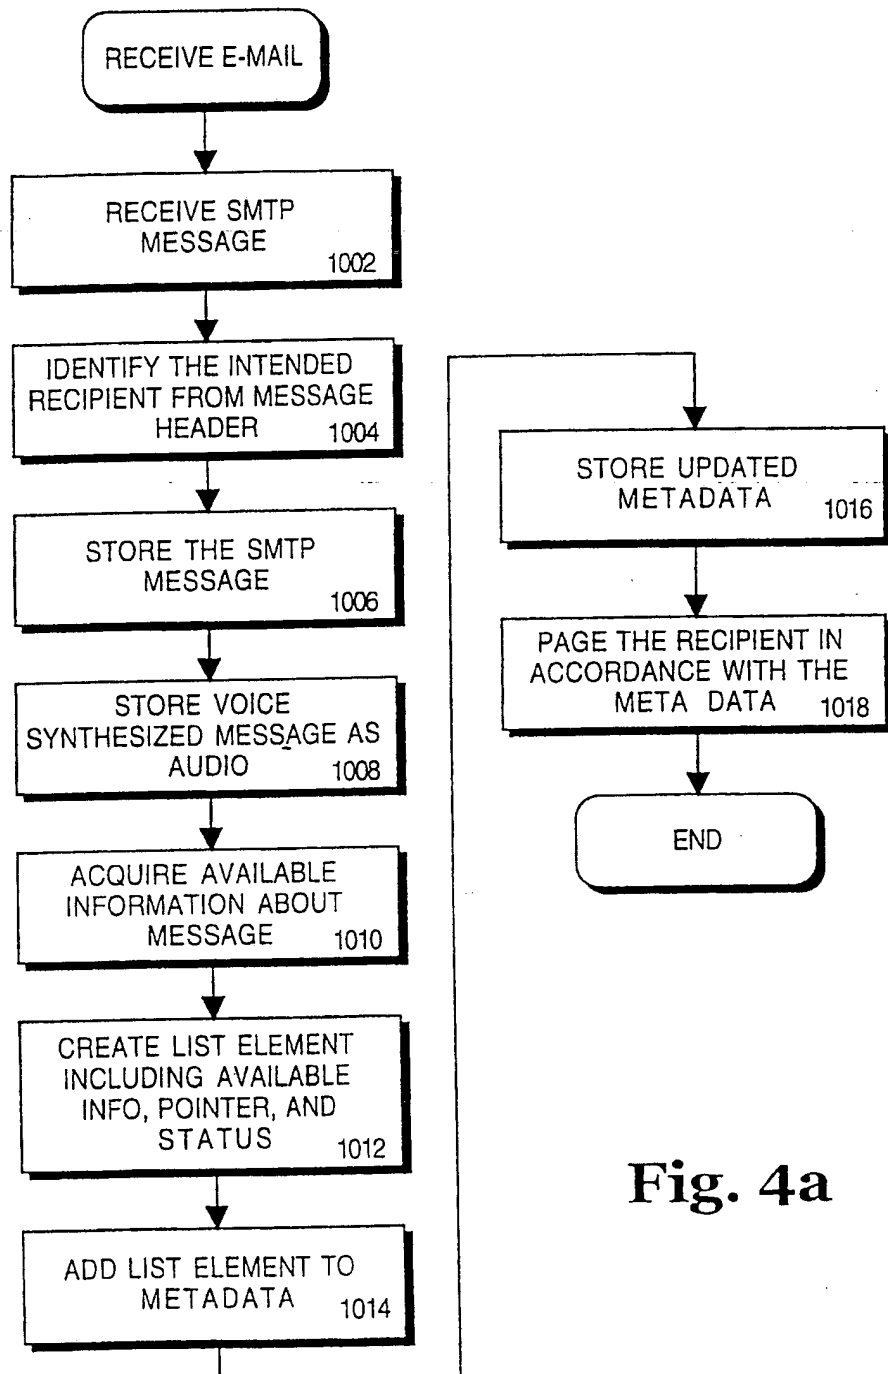 RECEIVE E-MAIL
RECEIVE SMTP
MESSAGE
1002
IDENTIFY THE INTENDED
RECIPIENT FROM MESSAGE
HEADER
1004
STORE THE SMTP
MESSAGE
1006
STORE VOICE
SYNTHESIZED MESSAGE AS
AUDIO
1008
ACQUIRE AVAILABLE
INFORMATION ABOUT
MESSAGE
1010
CREATE LIST ELEMENT
INCLUDING AVAILABLE
INFO, POINTER, AND
STATUS
1012
ADD LIST ELEMENT TO
METADATA
1014
STORE UPDATED
METADATA
1016
PAGE THE RECIPIENT IN
ACCORDANCE WITH THE
META DATA
1018
END
Fig. 4a